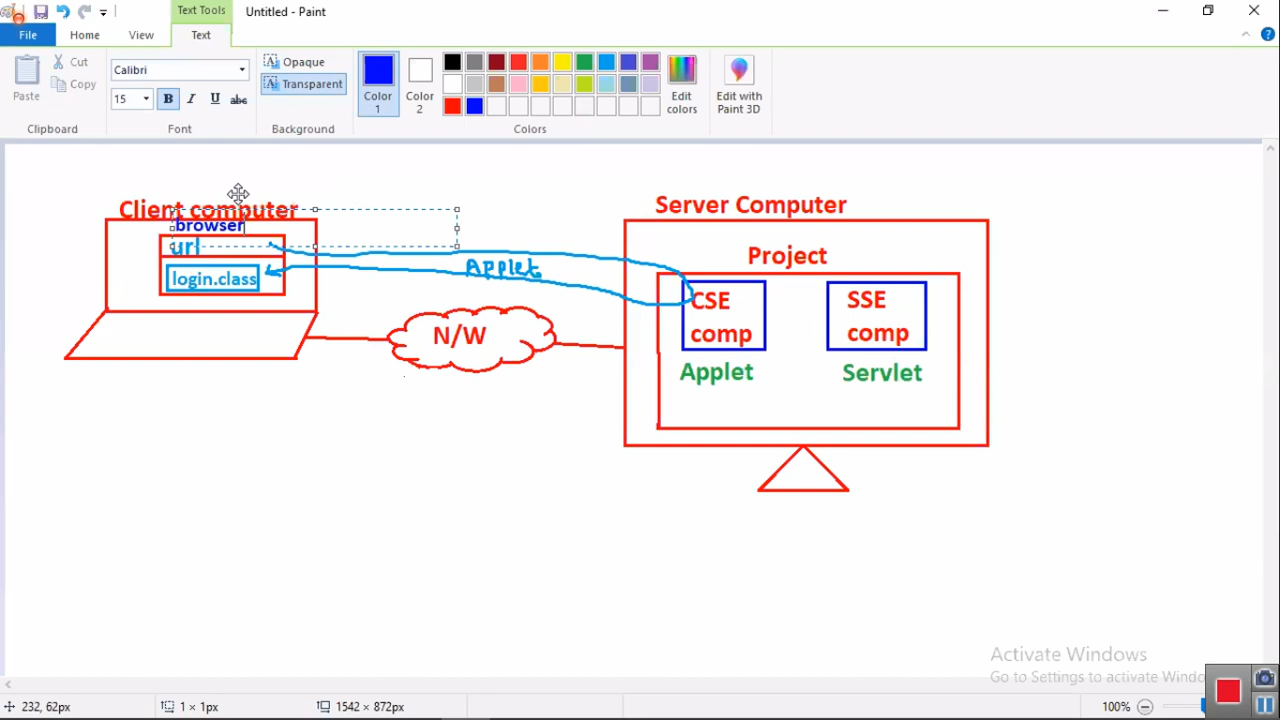 Text Tools
Untitled - Paint
File
Home
View
Text
Paste
Cut
Copy
Clipboard
Calibri
15
B I U abc
Font
Opaque
Transparent
Background
Color 1
Color 2
Colors
Edit colors
Edit with Paint 3D
Client computer
browser
url
login.class
Applet
N/W
Server Computer
Project
CSE comp
SSE comp
Applet
Servlet
Activate Windows
Go to Settings to activate Windo
232, 62px
1 × 1px
1542 × 872px
100%